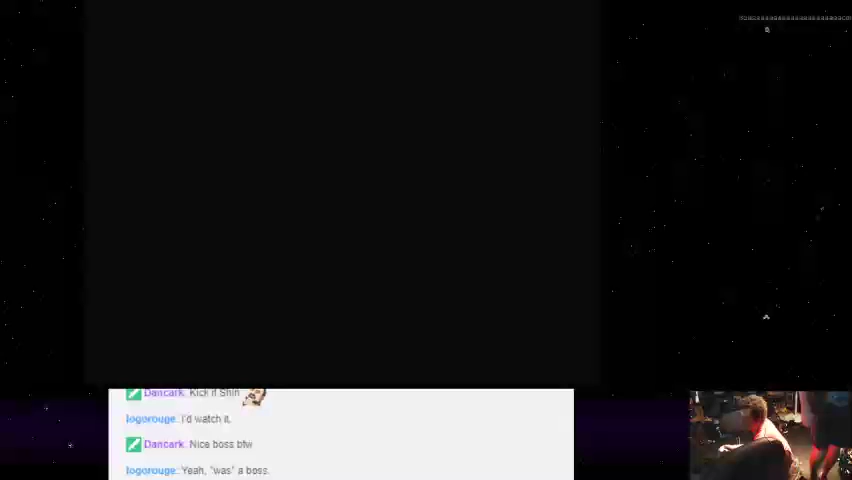 Dancark: Kick it Shin
logorouge: I'd watch it.
Dancark: Nice boss btw
logorouge: Yeah, "was" a boss.